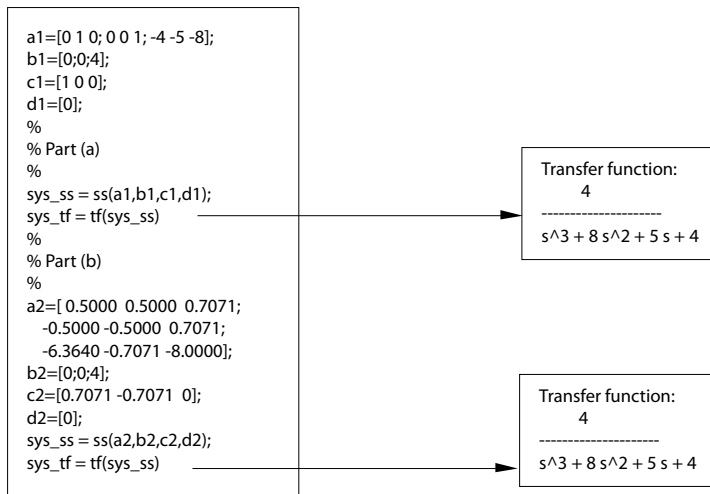 a1=[0 1 0; 0 0 1; -4 -5 -8];
b1=[0;0;4];
c1=[1 0 0];
d1=[0];
%
% Part (a)
%
sys_ss = ss(a1,b1,c1,d1);
sys_tf = tf(sys_ss)
%
% Part (b)
%
a2=[ 0.5000 0.5000 0.7071;
-0.5000 -0.5000 0.7071;
-6.3640 -0.7071 -8.0000];
b2=[0;0;4];
c2=[0.7071 -0.7071 0];
d2=[0];
sys_ss = ss(a2,b2,c2,d2);
sys_tf = tf(sys_ss)
Transfer function:
4
---------------------
s^3 + 8 s^2 + 5 s + 4
Transfer function:
4
---------------------
s^3 + 8 s^2 + 5 s + 4